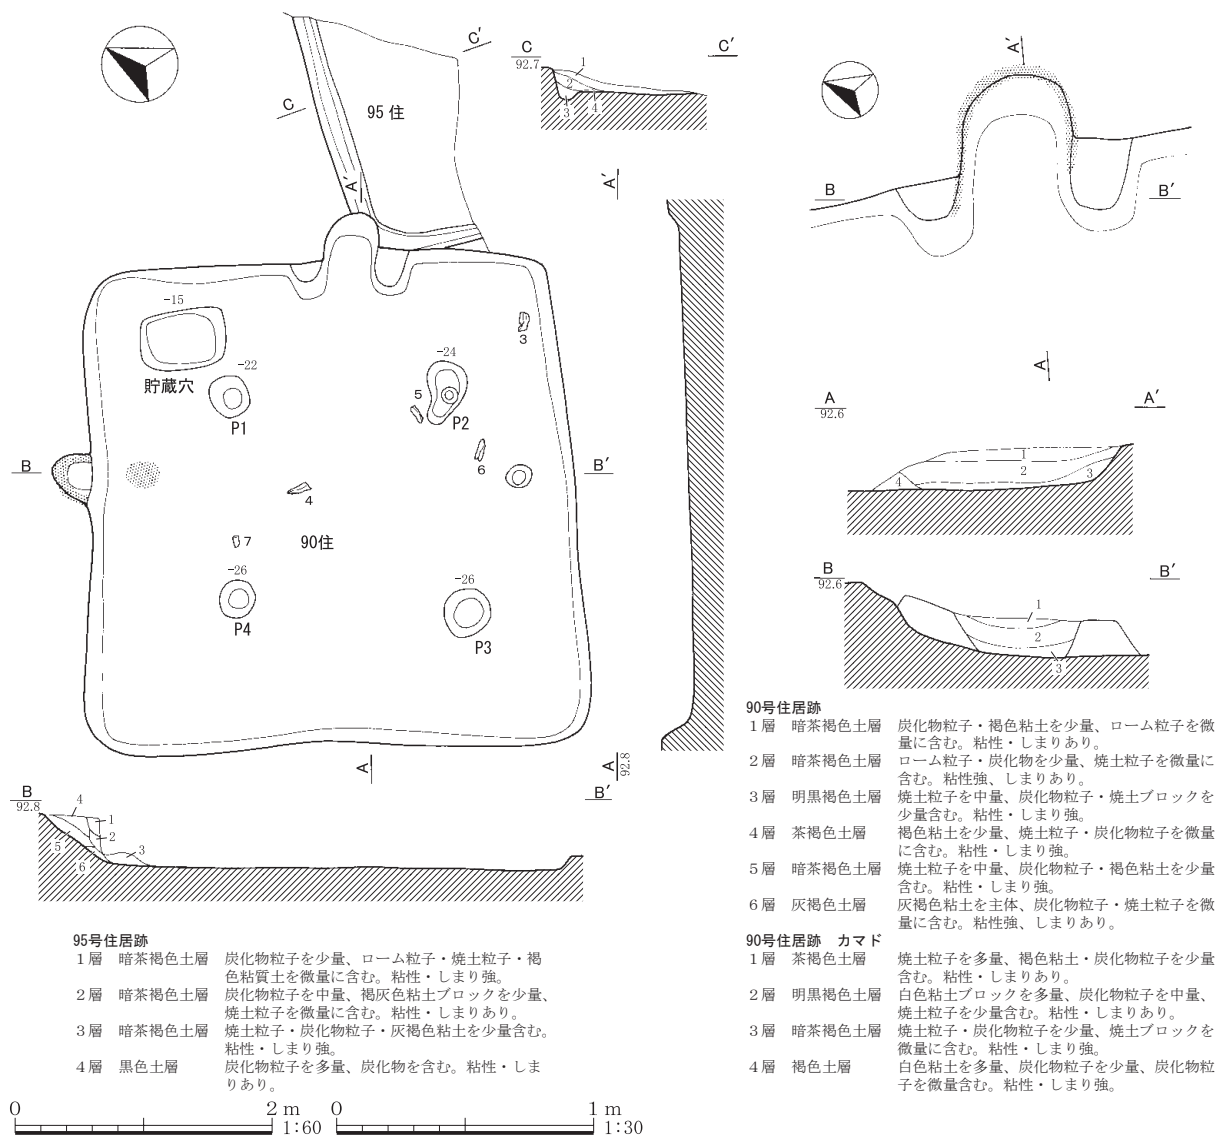 C′
C
95 住
A′
C
92.7
C′
1
2
3
4
A′
A′
B
B′
-15
貯蔵穴
-22
P1
-24
P2
3
5
6
4
7
90住
-26
P4
-26
P3
B
B′
A
A
92.8
A
A
92.6
A′
1
2
3
4
B
92.6
B′
1
2
3
B
92.8
B′
4
1
2
3
5
6
95号住居跡
1層 暗茶褐色土層 炭化物粒子を少量、ローム粒子・焼土粒子・褐
色粘質土を微量に含む。粘性・しまり強。
2層 暗茶褐色土層 炭化物粒子を中量、褐灰色粘土ブロックを少量、
焼土粒子を微量に含む。粘性・しまりあり。
3層 暗茶褐色土層 焼土粒子・炭化物粒子・灰褐色粘土を少量含む。
粘性・しまり強。
4層 黒色土層 炭化物粒子を多量、炭化物を含む。粘性・しま
りあり。
90号住居跡
1層 暗茶褐色土層 炭化物粒子・褐色粘土を少量、ローム粒子を微
量に含む。粘性・しまりあり。
2層 暗茶褐色土層 ローム粒子・炭化物を少量、焼土粒子を微量に
含む。粘性強、しまりあり。
3層 明黒褐色土層 焼土粒子を中量、炭化物粒子・焼土ブロックを
少量含む。粘性・しまり強。
4層 茶褐色土層 褐色粘土を少量、焼土粒子・炭化物粒子を微量
に含む。粘性・しまり強。
5層 暗茶褐色土層 焼土粒子を中量、炭化物粒子・褐色粘土を少量
含む。粘性・しまり強。
6層 灰褐色土層 灰褐色粘土を主体、炭化物粒子・焼土粒子を微
量に含む。粘性強、しまりあり。
90号住居跡 カマド
1層 茶褐色土層 焼土粒子を多量、褐色粘土・炭化物粒子を少量
含む。粘性・しまりあり。
2層 明黒褐色土層 白色粘土ブロックを多量、炭化物粒子を中量、
焼土粒子を少量含む。粘性・しまりあり。
3層 暗茶褐色土層 焼土粒子・炭化物粒子を少量、焼土ブロックを
微量に含む。粘性・しまり強。
4層 褐色土層 白色粘土を多量、炭化物粒子を少量、炭化物粒
子を微量含む。粘性・しまり強。
0 2 m
1:60
0 1 m
1:30